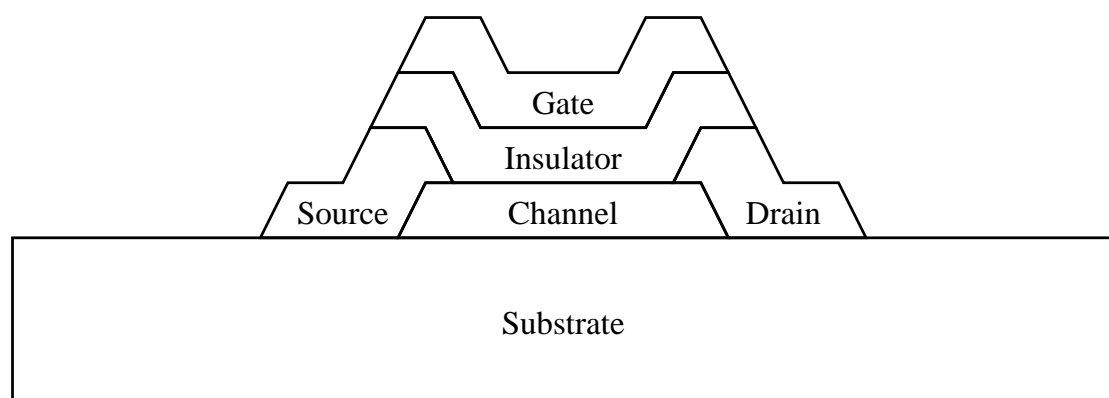 Gate
Insulator
Source Channel Drain
Substrate